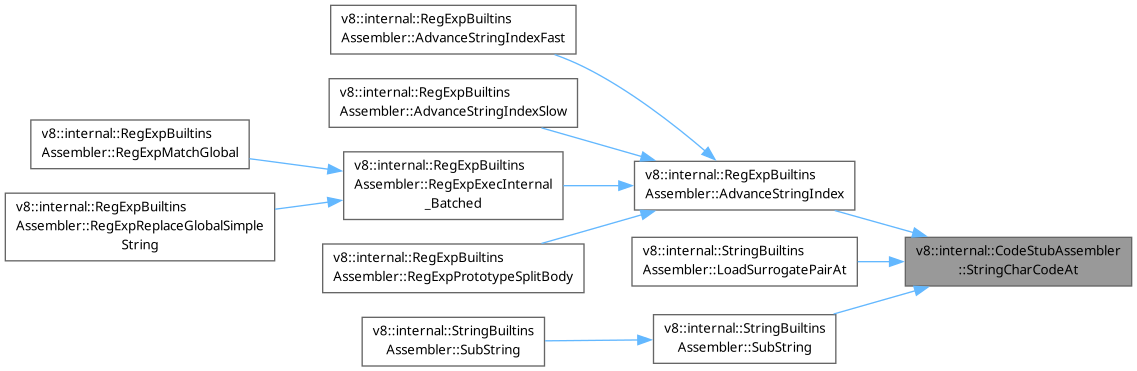 v8::internal::RegExpBuiltins
Assembler::AdvanceStringIndexFast
v8::internal::RegExpBuiltins
Assembler::AdvanceStringIndexSlow
v8::internal::RegExpBuiltins
Assembler::RegExpMatchGlobal
v8::internal::RegExpBuiltins
Assembler::RegExpExecInternal
_Batched
v8::internal::RegExpBuiltins
Assembler::AdvanceStringIndex
v8::internal::RegExpBuiltins
Assembler::RegExpReplaceGlobalSimple
String
v8::internal::RegExpBuiltins
Assembler::RegExpPrototypeSplitBody
v8::internal::StringBuiltins
Assembler::LoadSurrogatePairAt
v8::internal::CodeStubAssembler
::StringCharCodeAt
v8::internal::StringBuiltins
Assembler::SubString
v8::internal::StringBuiltins
Assembler::SubString